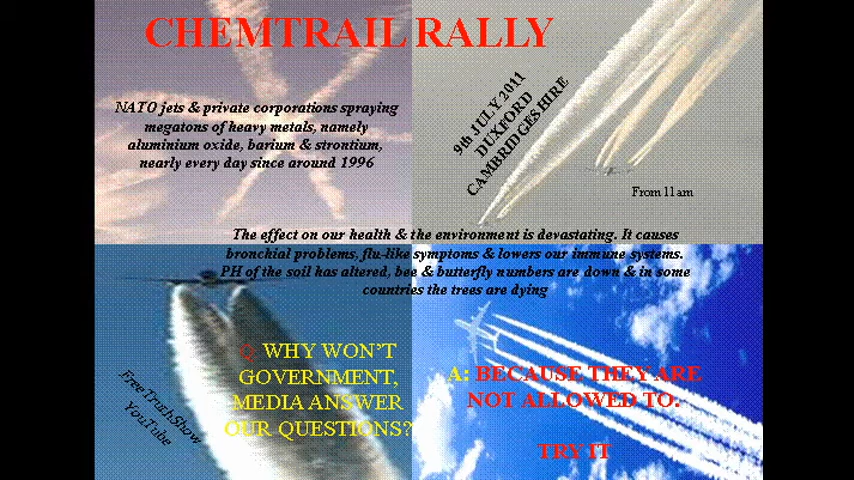 CHEMTRAIL RALLY
NATO jets & private corporations spraying
megatons of heavy metals, namely
aluminium oxide, barium & strontium,
nearly every day since around 1996
9th JULY 2011
DUXFORD
CAMBRIDGESHIRE
From 11am
The effect on our health & the environment is devastating. It causes
bronchial problems, flu-like symptoms & lowers our immune systems.
PH of the soil has altered, bee & butterfly numbers are down & in some
countries the trees are dying
Q: WHY WON'T
GOVERNMENT,
MEDIA ANSWER
OUR QUESTIONS?
A: BECAUSE THEY ARE
NOT ALLOWED TO.
TRY IT
FreeTruthShow
YouTube